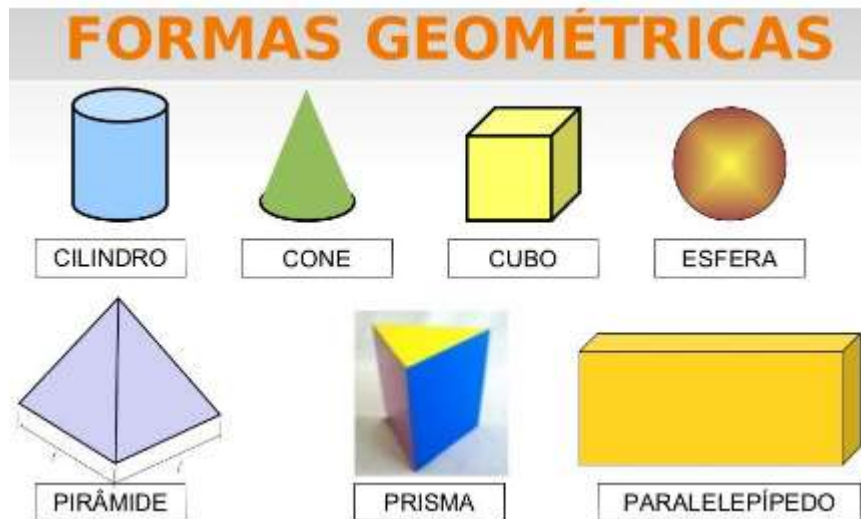 FORMAS GEOMÉTRICAS
CILINDRO
CONE
CUBO
ESFERA
PIRÂMIDE
PRISMA
PARALELEPÍPEDO